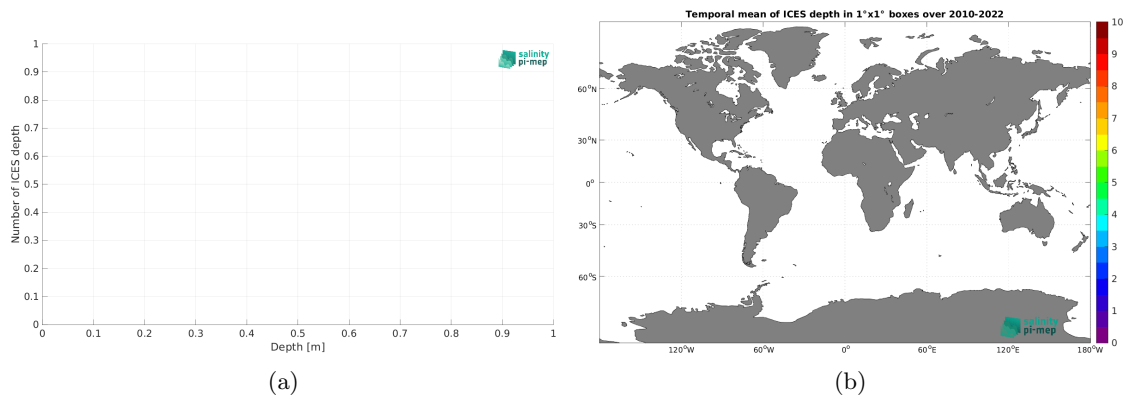 1
0.9
0.8
0.7
0.6
0.5
0.4
0.3
0.2
0.1
0
Number of ICES depth
0 0.1 0.2 0.3 0.4 0.5 0.6 0.7 0.8 0.9 1
Depth [m]
salinity
pi-mep
(a)
Temporal mean of ICES depth in 1°x1° boxes over 2010-2022
60°N
30°N
0°
30°S
60°S
120°W 60°W 0° 60°E 120°E 180°W
salinity
pi-mep
10
9
8
7
6
5
4
3
2
1
0
(b)